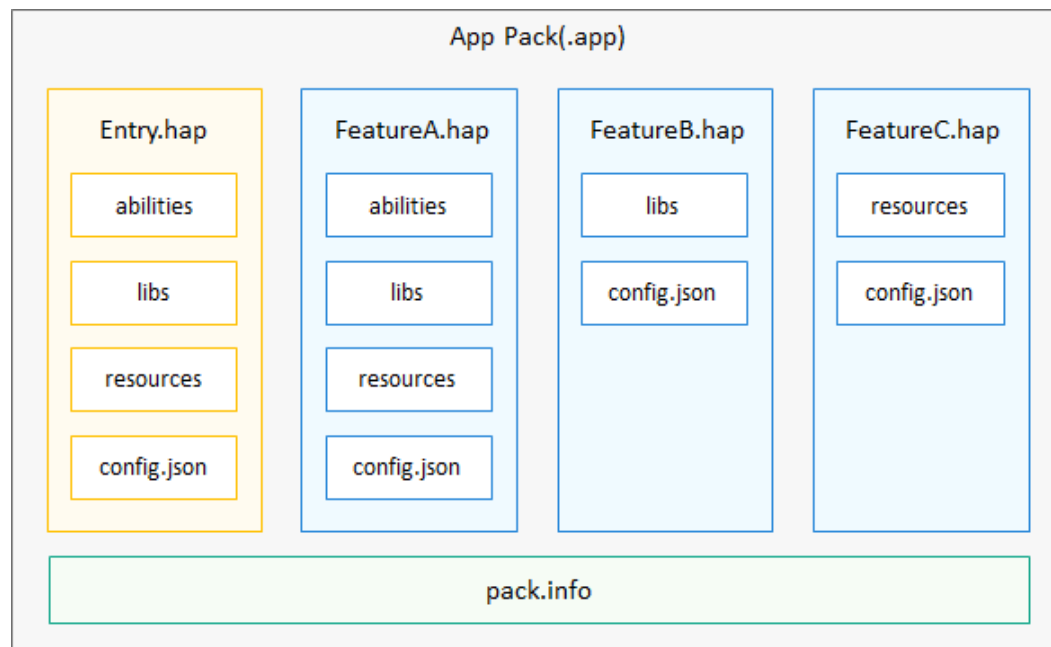 App Pack(.app)
Entry.hap
abilities
libs
resources
config.json
FeatureA.hap
abilities
libs
resources
config.json
FeatureB.hap
libs
config.json
FeatureC.hap
resources
config.json
pack.info